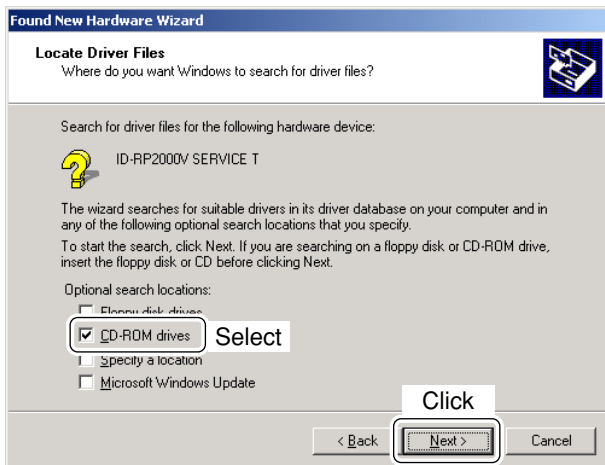 Found New Hardware Wizard
Locate Driver Files
Where do you want Windows to search for driver files?
Search for driver files for the following hardware device:
ID-RP2000V SERVICE T
The wizard searches for suitable drivers in its driver database on your computer and in
any of the following optional search locations that you specify.
To start the search, click Next. If you are searching on a floppy disk or CD-ROM drive,
insert the floppy disk or CD before clicking Next.
Optional search locations:
Floppy disk drives
CD-ROM drives
Select
Specify a location
Microsoft Windows Update
Click
< Back
Next >
Cancel